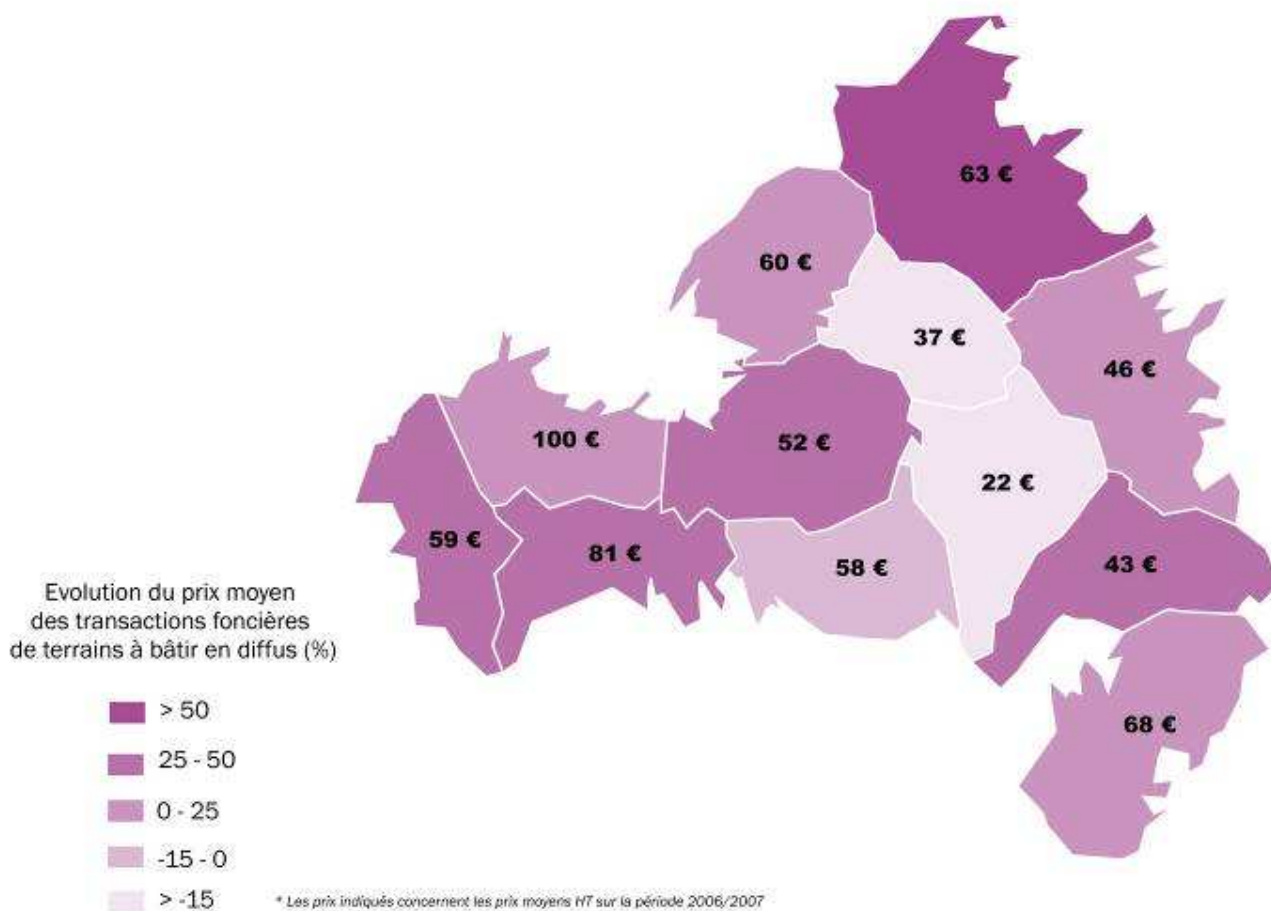 63 €
60 €
37 €
46 €
100 €
52 €
22 €
59 €
81 €
58 €
43 €
68 €
Evolution du prix moyen
des transactions foncières
de terrains à bâtir en diffus (%)
> 50
25 - 50
0 - 25
-15 - 0
> -15
* Les prix indiqués concernent les prix moyens HT sur la période 2006/2007